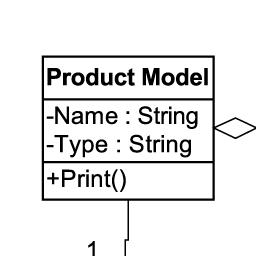 Product Model
-Name : String
-Type : String
+Print()
1